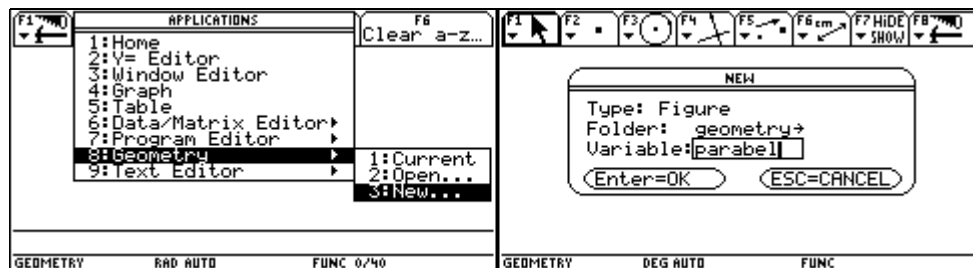 F1 APPLICATIONS F6
Clear a-z…
1:Home
2:Y= Editor
3:Window Editor
4:Graph
5:Table
6:Data/Matrix Editor▸
7:Program Editor ▸
8:Geometry ▸
9:Text Editor ▸
1:Current
2:Open...
3:New...
GEOMETRY RAD AUTO FUNC 0/40
F1 F2 F3 F4 F5 F6 cm F7 HiDE F8
SHOW
NEW
Type: Figure
Folder: geometry→
Variable: parabel
Enter=OK ESC=CANCEL
GEOMETRY DEG AUTO FUNC